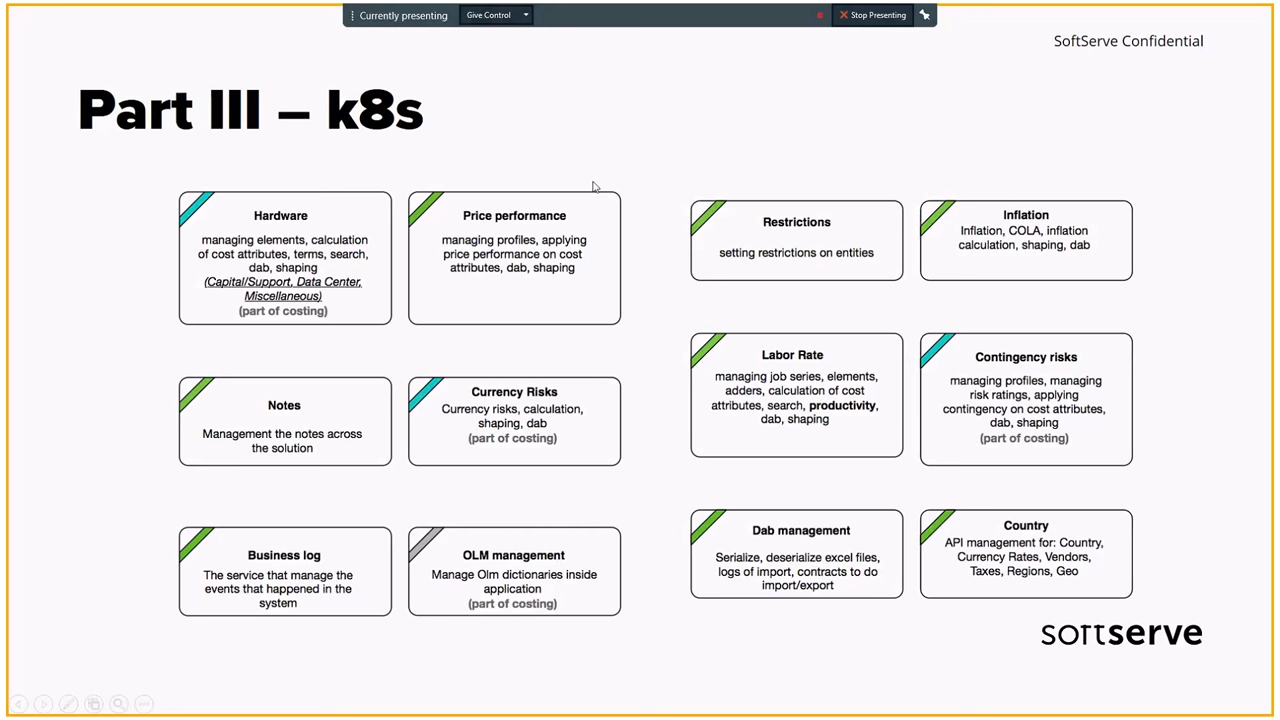 Currently presenting
Give Control
Stop Presenting
SoftServe Confidential
Part III – k8s
Hardware
managing elements, calculation
of cost attributes, terms, search,
dab, shaping
(Capital/Support, Data Center,
Miscellaneous)
(part of costing)
Price performance
managing profiles, applying
price performance on cost
attributes, dab, shaping
Restrictions
setting restrictions on entities
Inflation
Inflation, COLA, inflation
calculation, shaping, dab
Notes
Management the notes across
the solution
Currency Risks
Currency risks, calculation,
shaping, dab
(part of costing)
Labor Rate
managing job series, elements,
adders, calculation of cost
attributes, search, productivity,
dab, shaping
Contingency risks
managing profiles, managing
risk ratings, applying
contingency on cost attributes,
dab, shaping
(part of costing)
Business log
The service that manage the
events that happened in the
system
OLM management
Manage Olm dictionaries inside
application
(part of costing)
Dab management
Serialize, deserialize excel files,
logs of import, contracts to do
import/export
Country
API management for: Country,
Currency Rates, Vendors,
Taxes, Regions, Geo
softserve